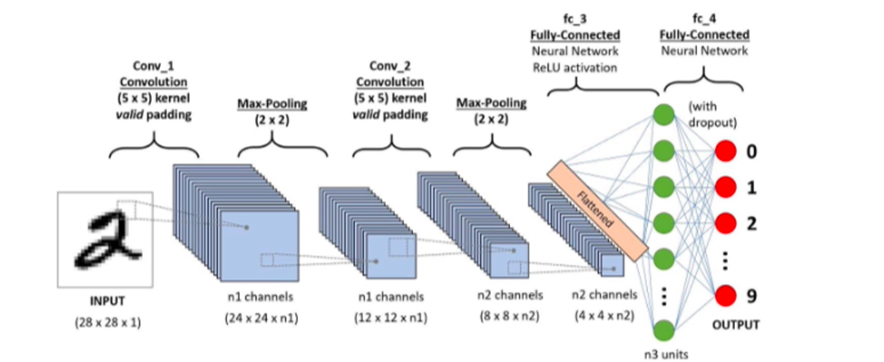 fc_3
Fully-Connected
Neural Network
ReLU activation
fc_4
Fully-Connected
Neural Network
Conv_1
Convolution
(5 x 5) kernel
valid padding
Max-Pooling
(2 x 2)
Conv_2
Convolution
(5 x 5) kernel
valid padding
Max-Pooling
(2 x 2)
(with
dropout)
0
1
2
⋮
9
Flattened
⋮
2
INPUT
(28 x 28 x 1)
n1 channels
(24 x 24 x n1)
n1 channels
(12 x 12 x n1)
n2 channels
(8 x 8 x n2)
n2 channels
(4 x 4 x n2)
OUTPUT
n3 units